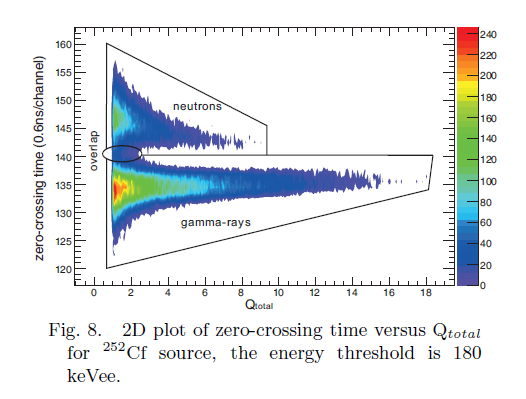 160
155
150
145
140
135
130
125
120
zero-crossing time (0.6ns/channel)
neutrons
overlap
gamma-rays
0 2 4 6 8 10 12 14 16 18
Qtotal
240
220
200
180
160
140
120
100
80
60
40
20
0
Fig. 8. 2D plot of zero-crossing time versus Qtotal
for ²⁵²Cf source, the energy threshold is 180
keVee.